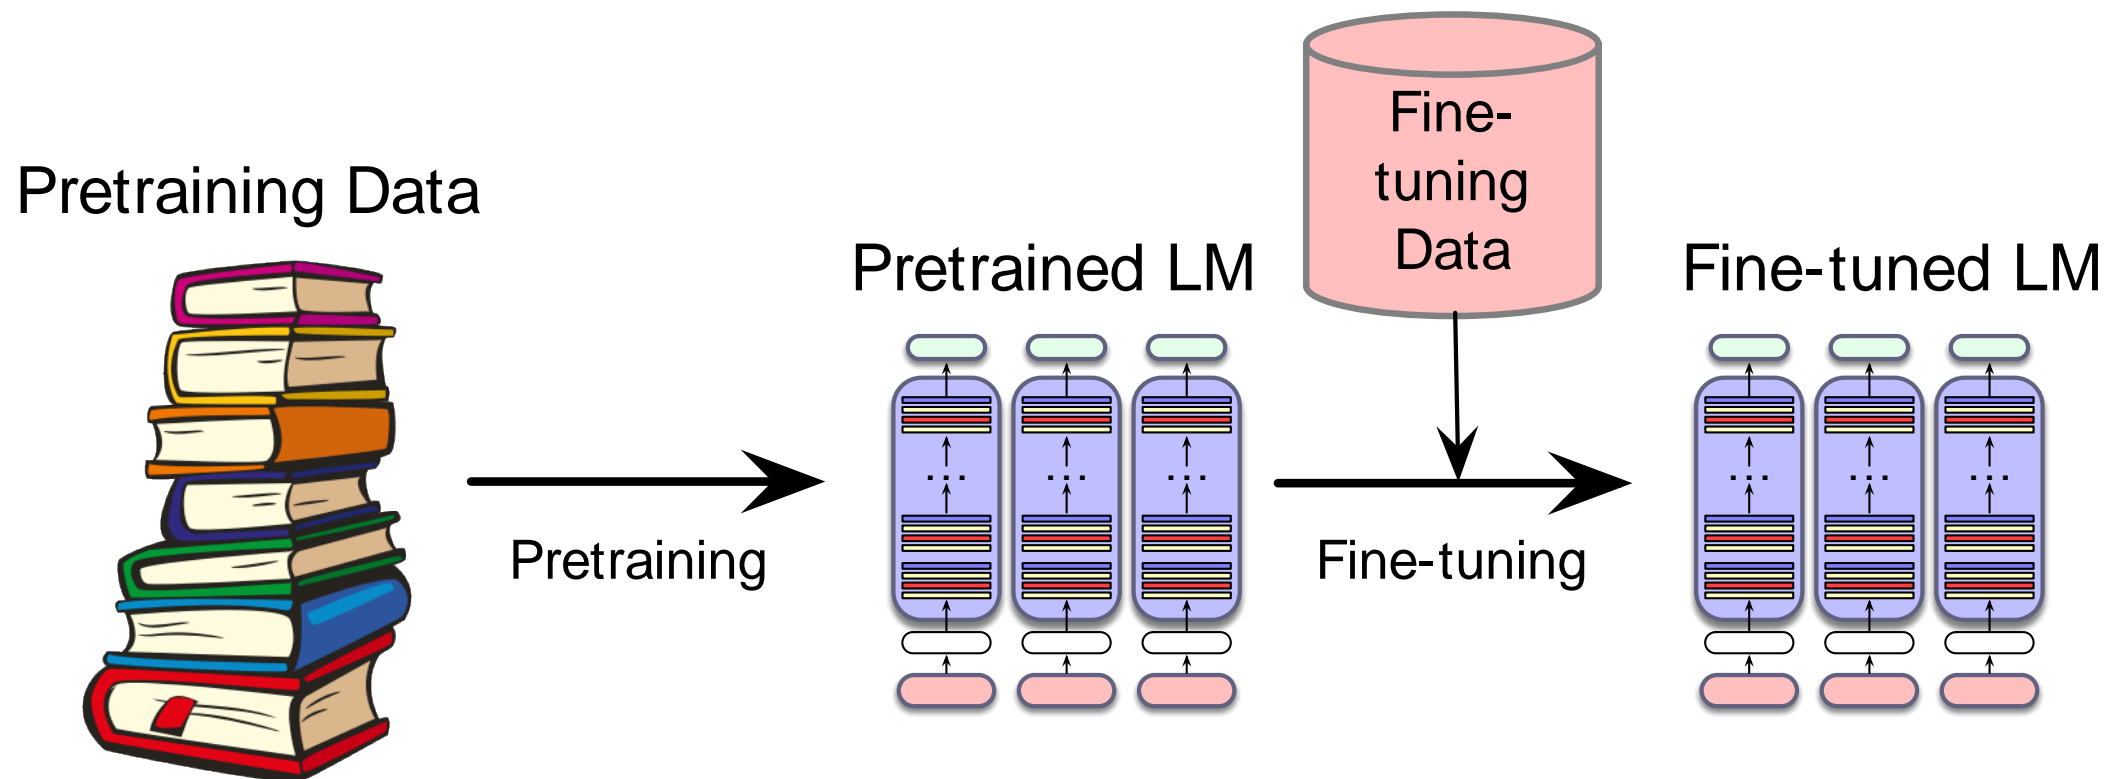 Pretraining Data
Pretraining
Pretrained LM
...
...
...
Fine-
tuning
Data
Fine-tuning
Fine-tuned LM
...
...
...